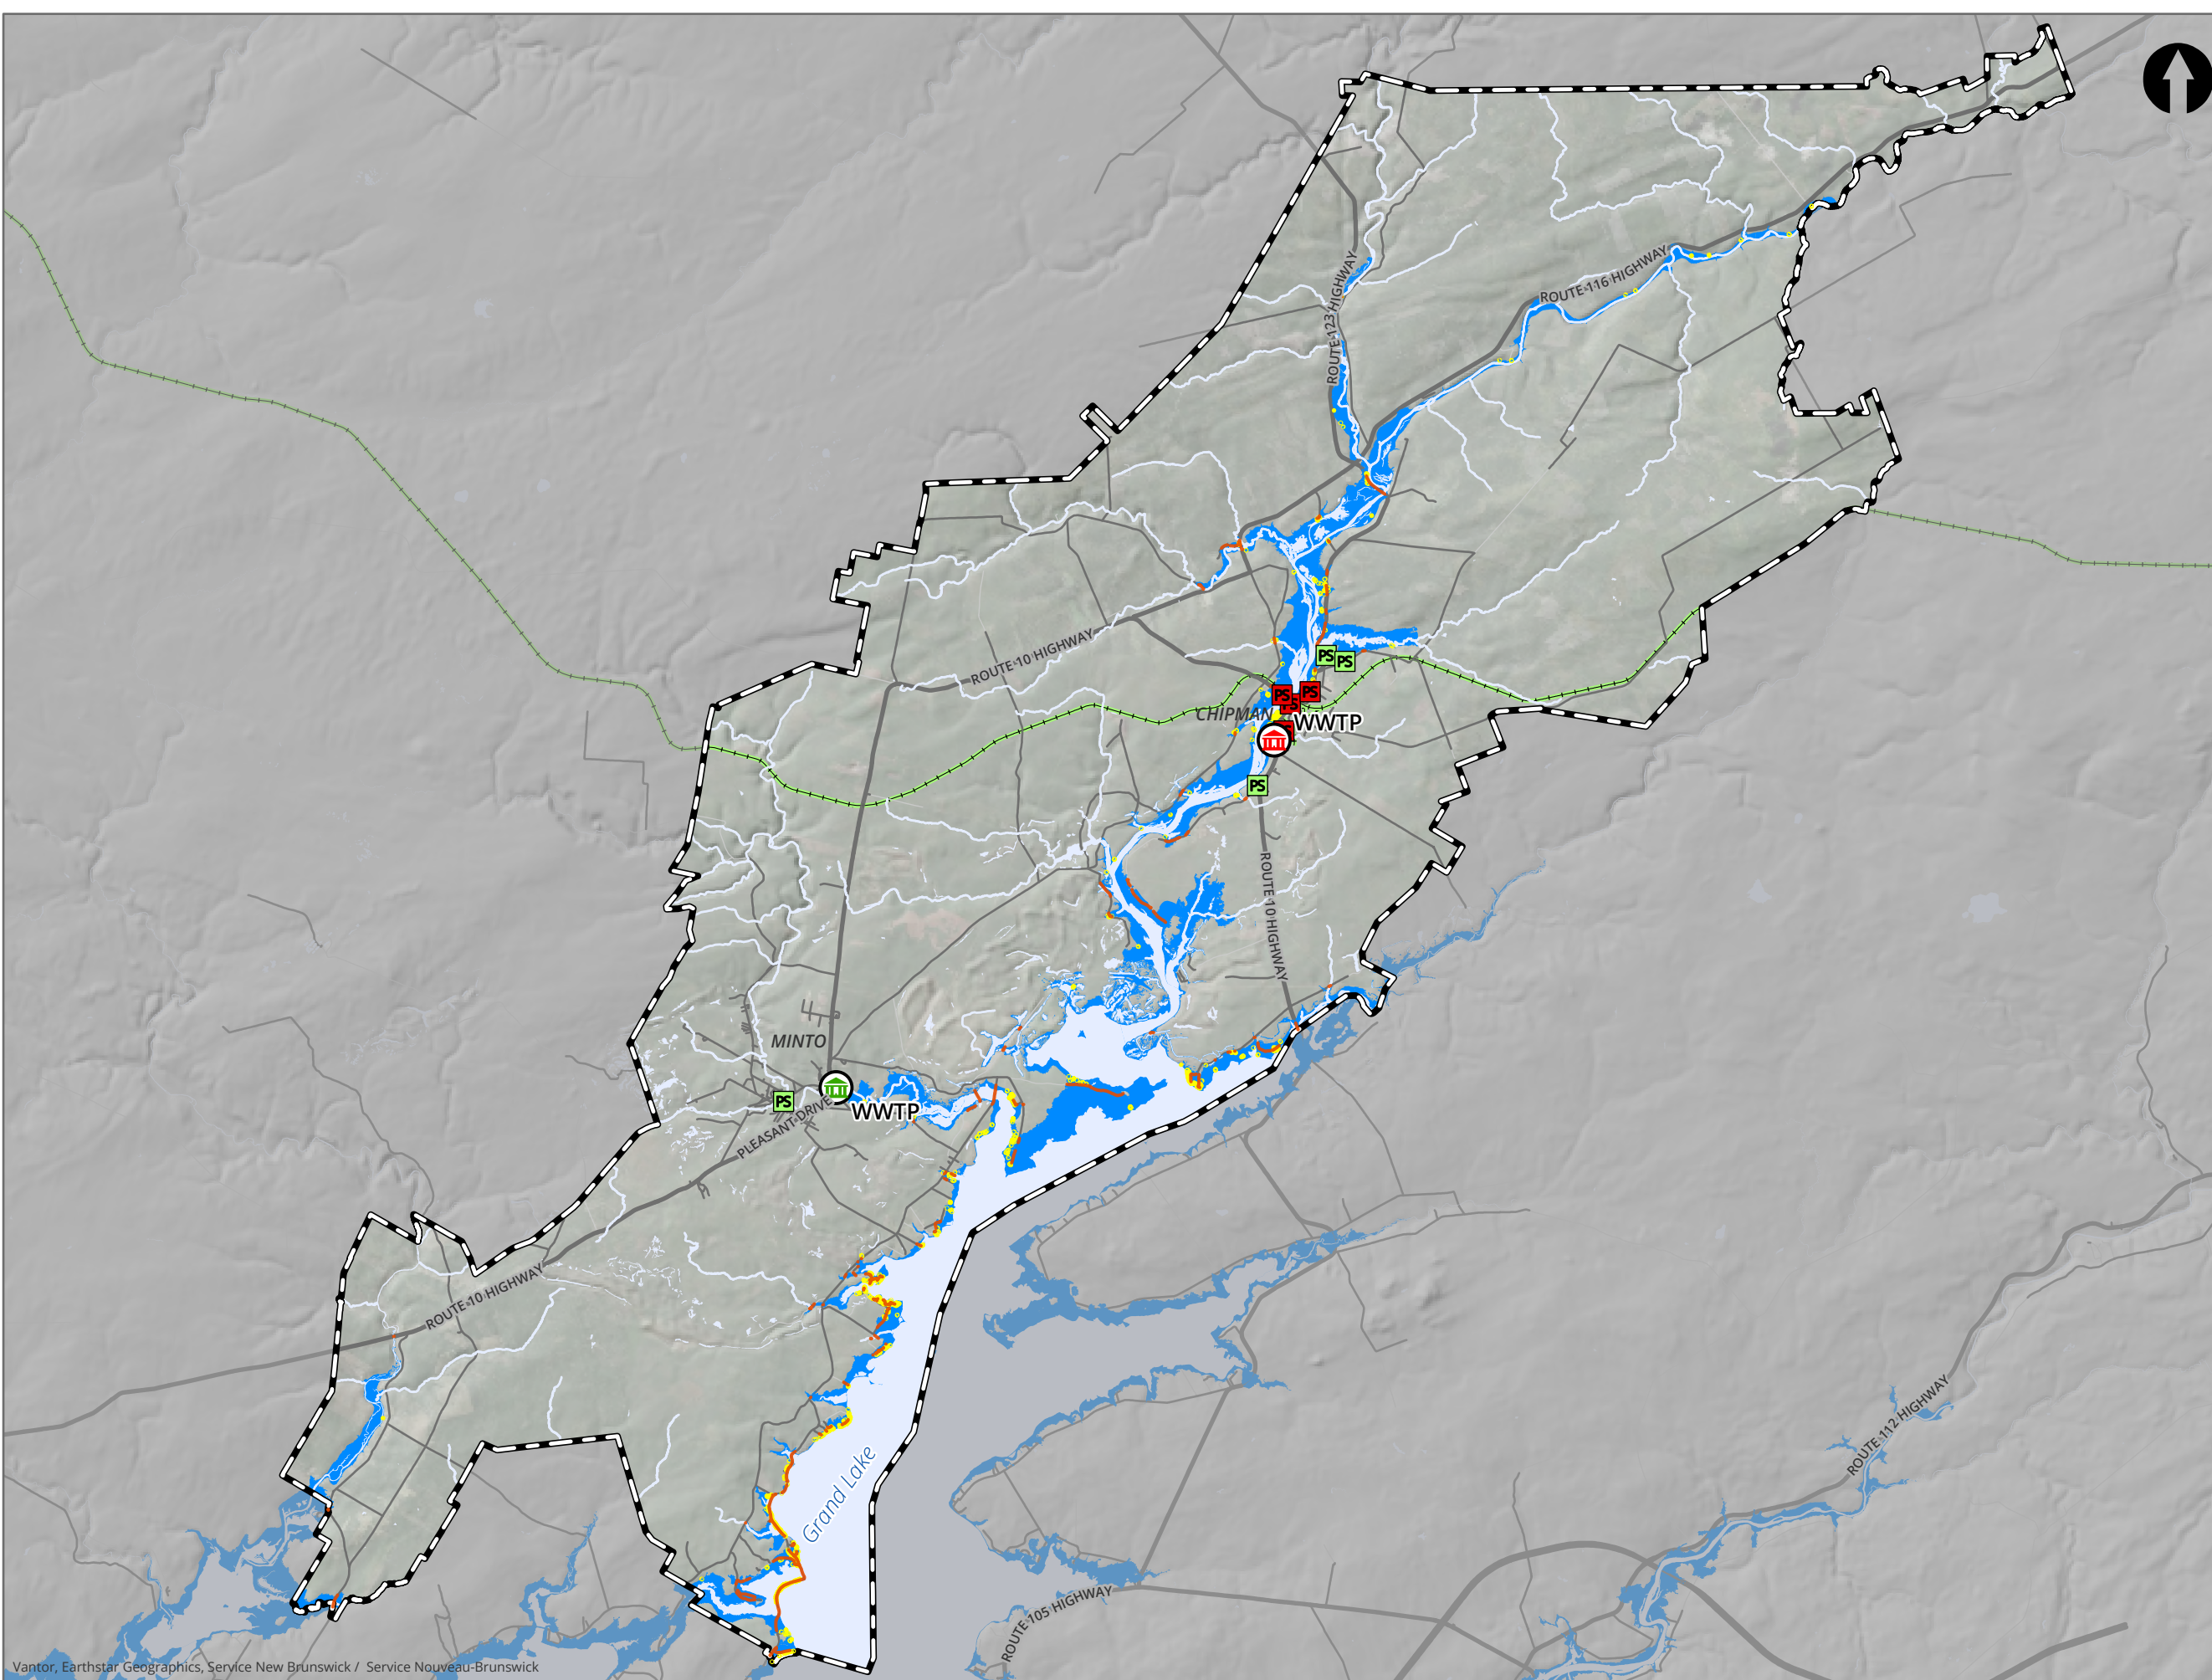 ROUTE 123 HIGHWAY
ROUTE 116 HIGHWAY
ROUTE 10 HIGHWAY
PS
PS
PS
PS
PS
CHIPMAN
WWTP
PS
ROUTE 10 HIGHWAY
MINTO
PS
WWTP
PLEASANT DRIVE
ROUTE 10 HIGHWAY
Grand Lake
ROUTE 112 HIGHWAY
ROUTE 105 HIGHWAY
Vantor, Earthstar Geographics, Service New Brunswick / Service Nouveau-Brunswick